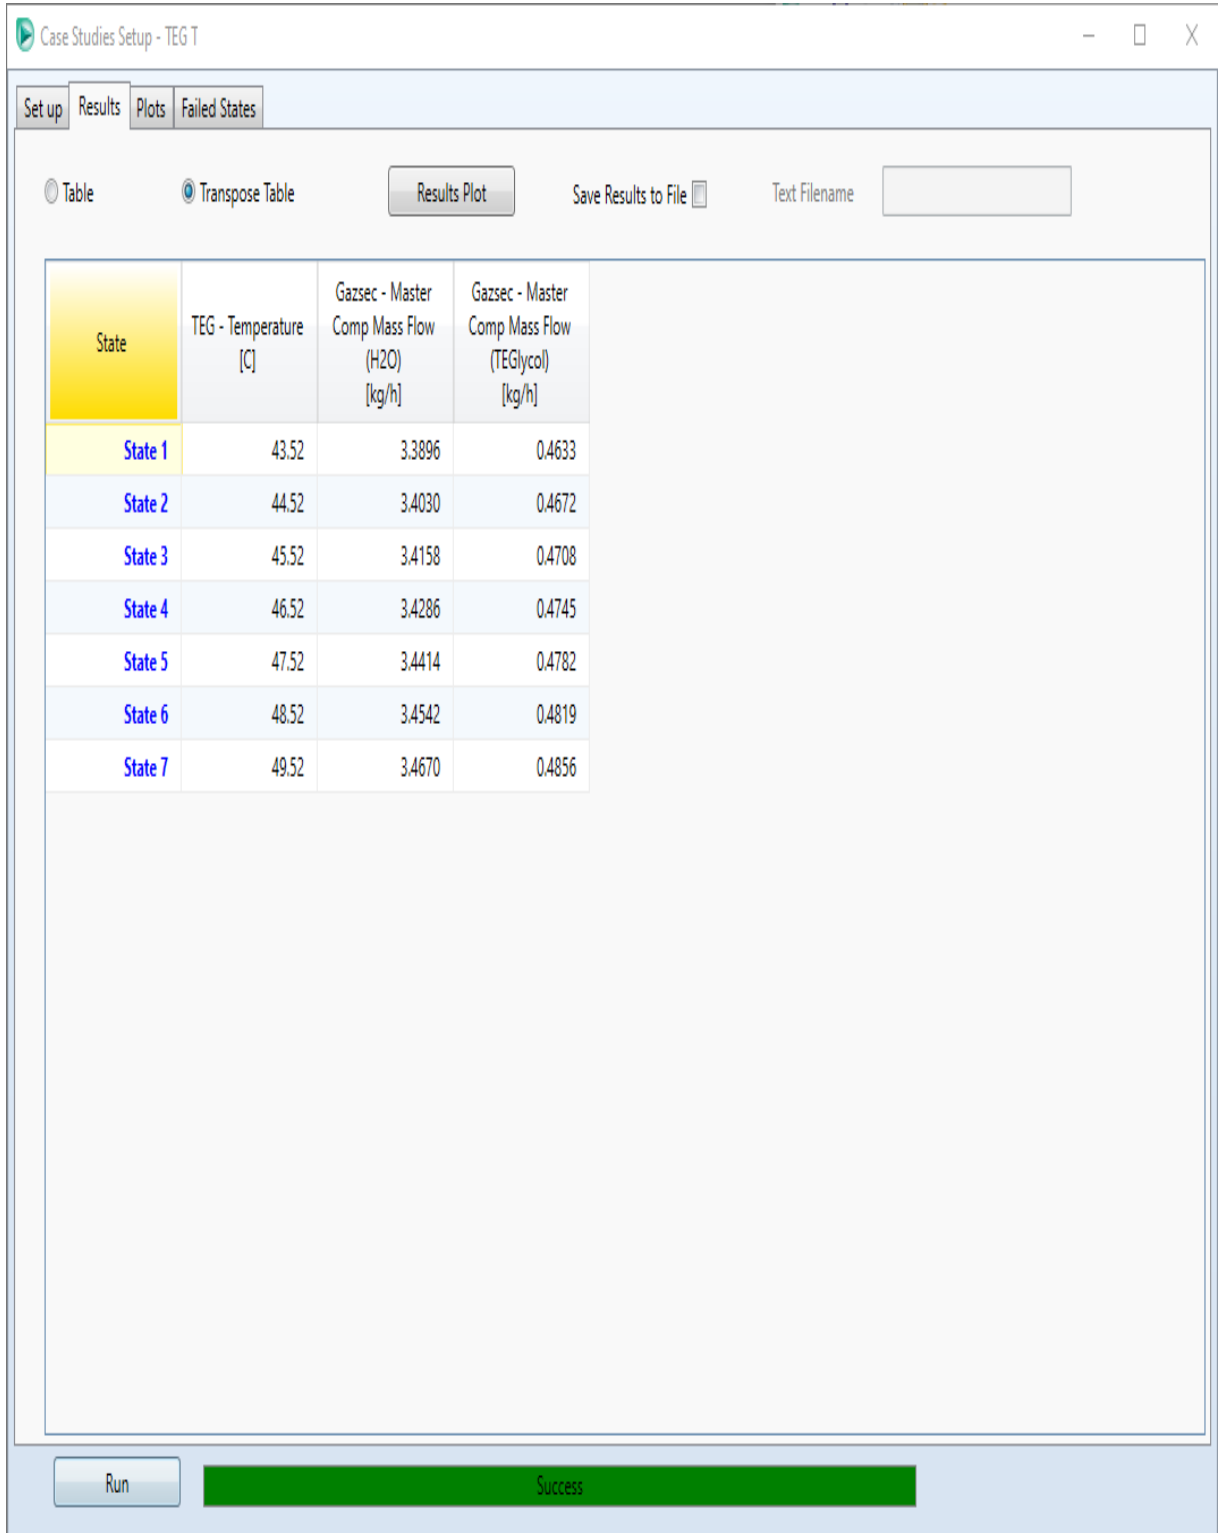 Case Studies Setup - TEG T
Set up Results Plots Failed States
Table Transpose Table Results Plot Save Results to File Text Filename
State
TEG - Temperature
[C]
Gazsec - Master
Comp Mass Flow
(H2O)
[kg/h]
Gazsec - Master
Comp Mass Flow
(TEGlycol)
[kg/h]
State 1 43.52 3.3896 0.4633
State 2 44.52 3.4030 0.4672
State 3 45.52 3.4158 0.4708
State 4 46.52 3.4286 0.4745
State 5 47.52 3.4414 0.4782
State 6 48.52 3.4542 0.4819
State 7 49.52 3.4670 0.4856
Run Success